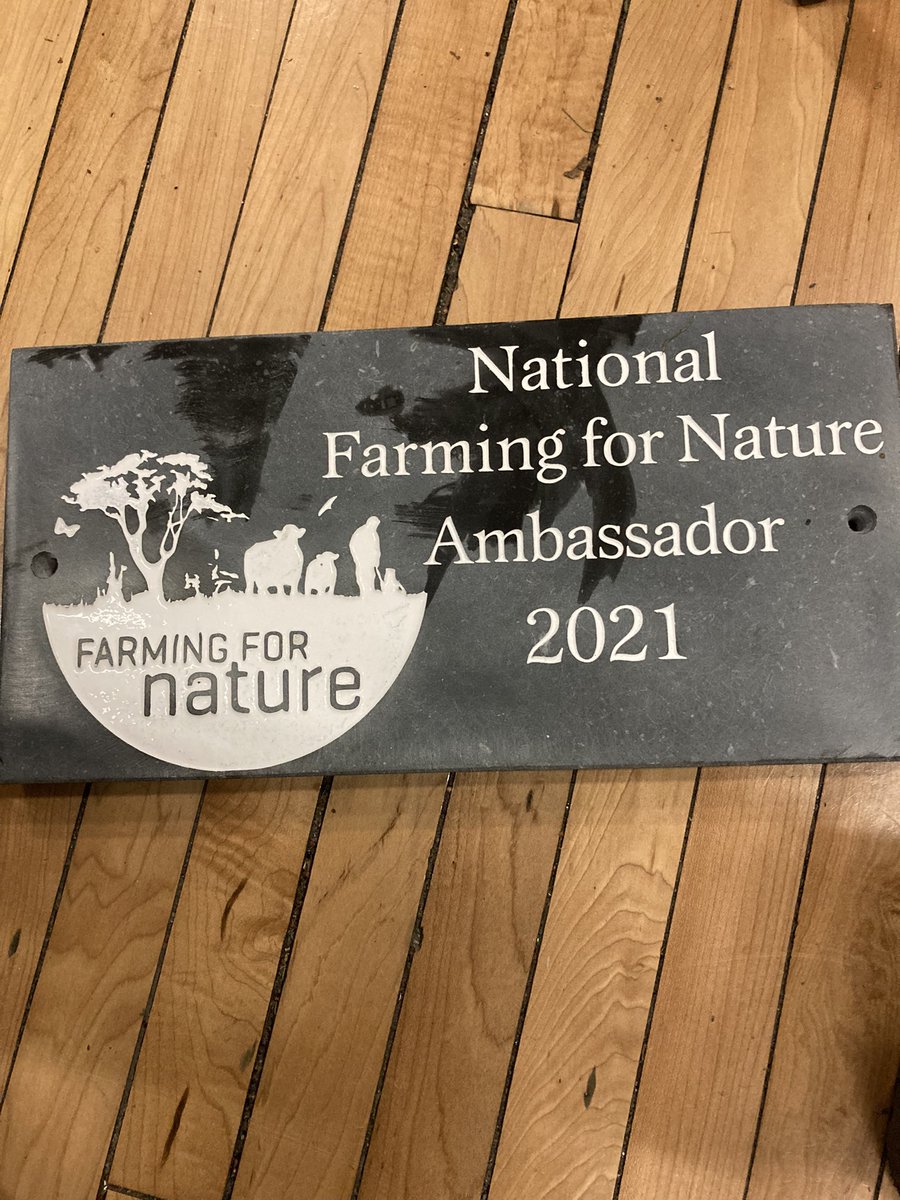 National
Farming for Nature
Ambassador
2021
FARMING FOR
nature